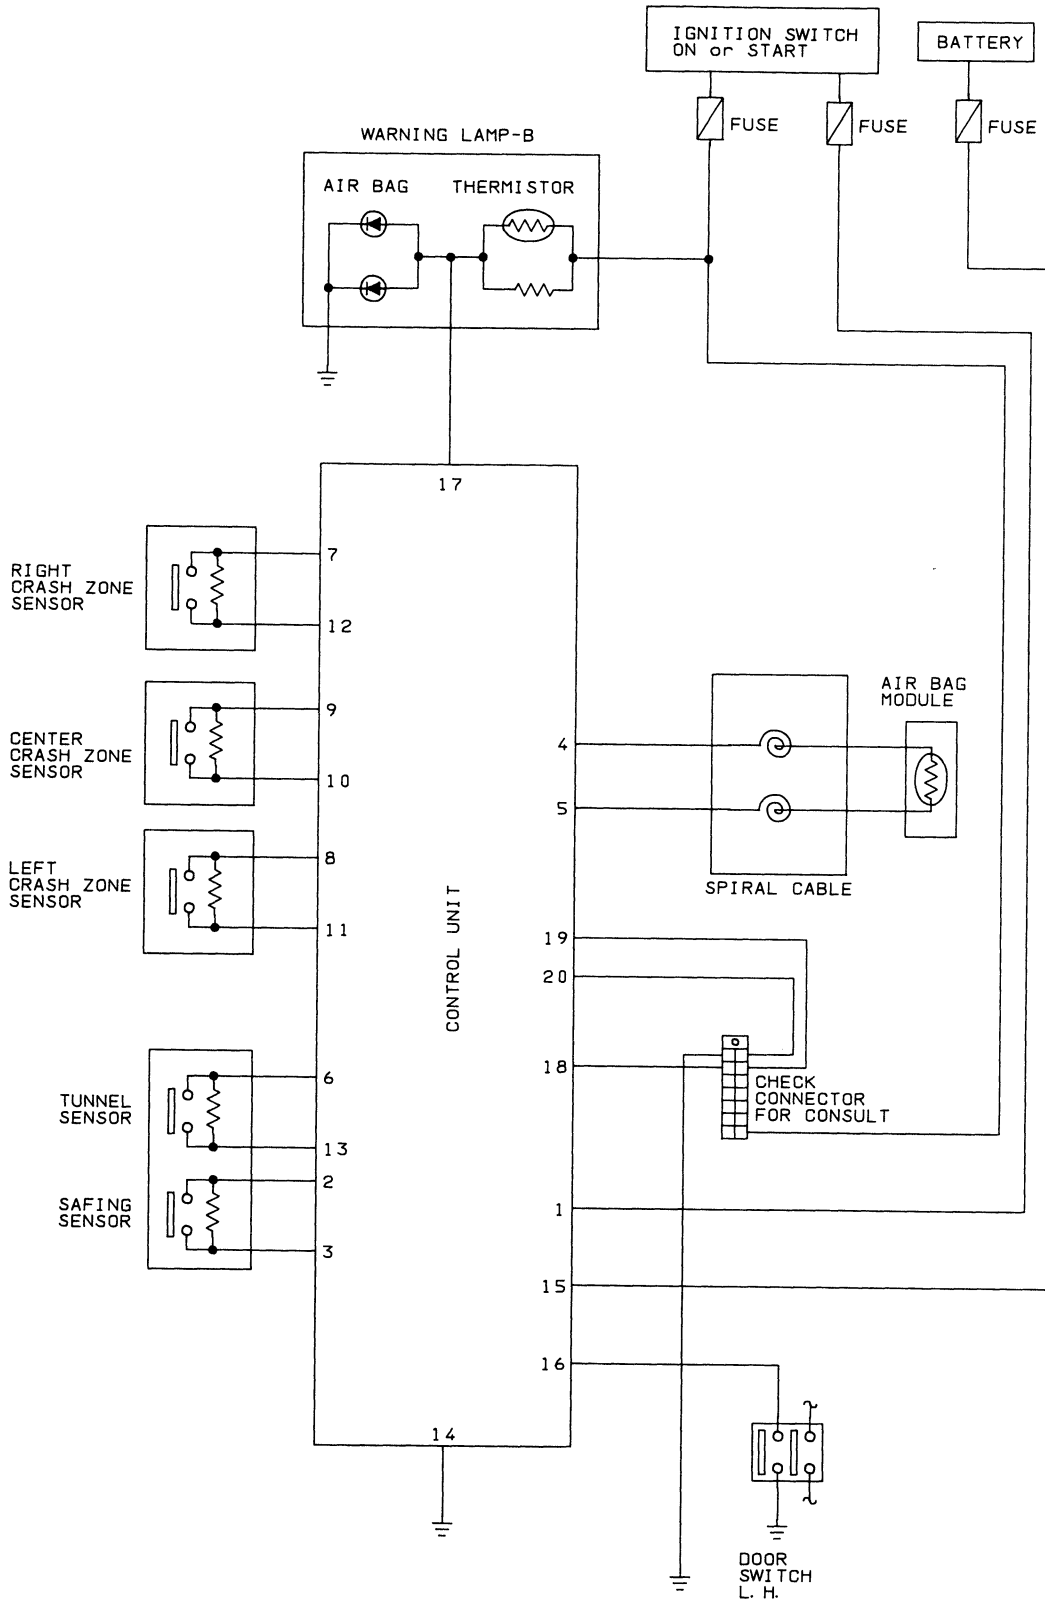 IGNITION SWITCH
ON or START
BATTERY
FUSE
FUSE
FUSE
WARNING LAMP-B
AIR BAG
THERMISTOR
17
RIGHT
CRASH ZONE
SENSOR
7
12
CENTER
CRASH ZONE
SENSOR
9
10
LEFT
CRASH ZONE
SENSOR
8
11
TUNNEL
SENSOR
6
13
SAFING
SENSOR
2
3
CONTROL UNIT
4
5
AIR BAG
MODULE
SPIRAL CABLE
19
20
18
CHECK
CONNECTOR
FOR CONSULT
1
15
16
14
DOOR
SWITCH
L. H.